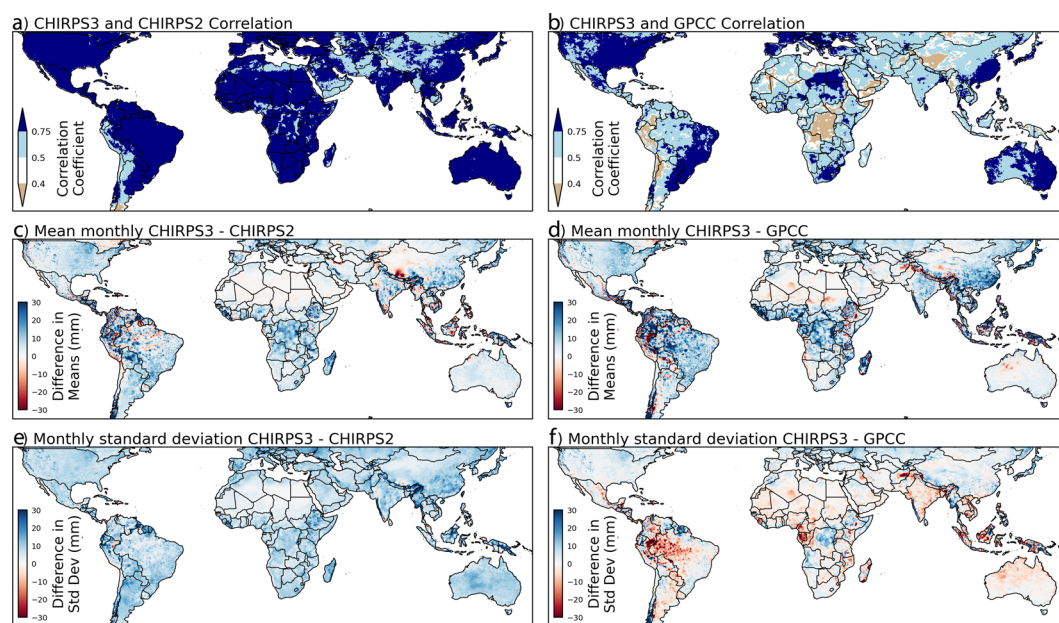 a) CHIRPS3 and CHIRPS2 Correlation
0.75
0.5
0.4
Correlation
Coefficient
b) CHIRPS3 and GPCC Correlation
0.75
0.5
0.4
Correlation
Coefficient
c) Mean monthly CHIRPS3 - CHIRPS2
30
20
10
0
−10
−20
−30
Difference in
Means (mm)
d) Mean monthly CHIRPS3 - GPCC
30
20
10
0
−10
−20
−30
Difference in
Means (mm)
e) Monthly standard deviation CHIRPS3 - CHIRPS2
30
20
10
0
−10
−20
−30
Difference in
Std Dev (mm)
f) Monthly standard deviation CHIRPS3 - GPCC
30
20
10
0
−10
−20
−30
Difference in
Std Dev (mm)